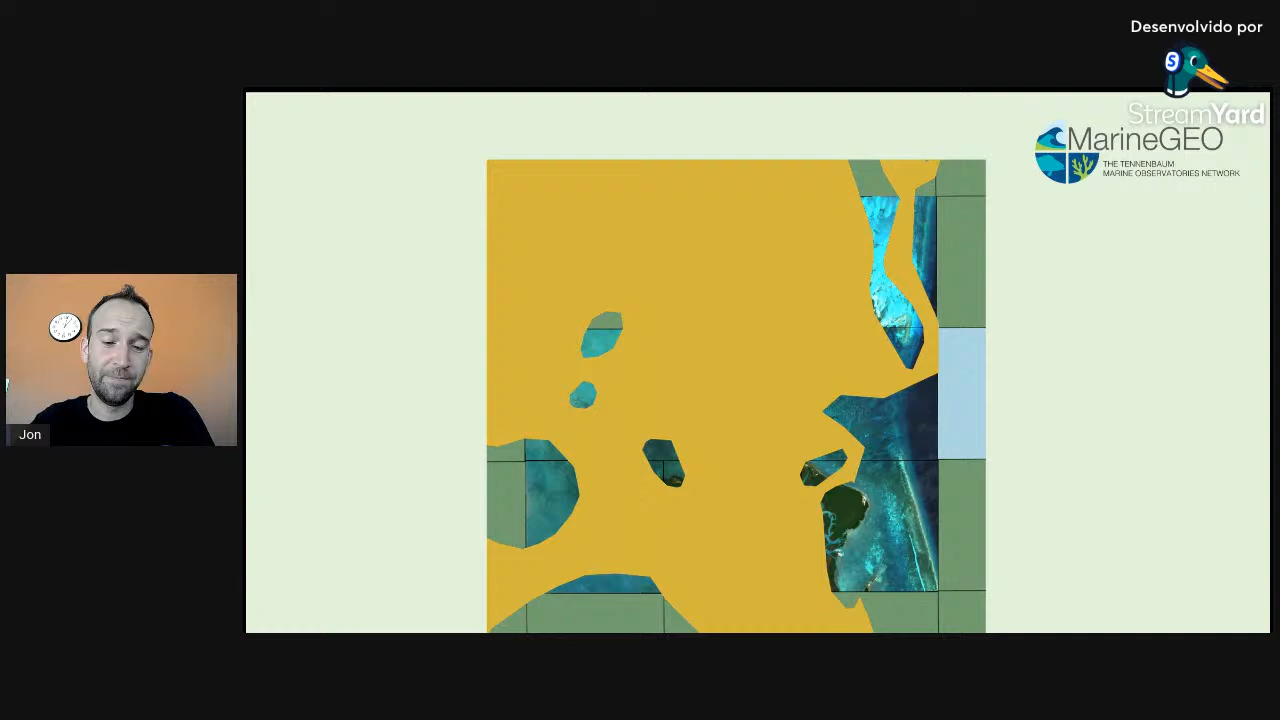 Desenvolvido por
S
StreamYard
MarineGEO
THE TENNENBAUM
MARINE OBSERVATORIES NETWORK
Jon